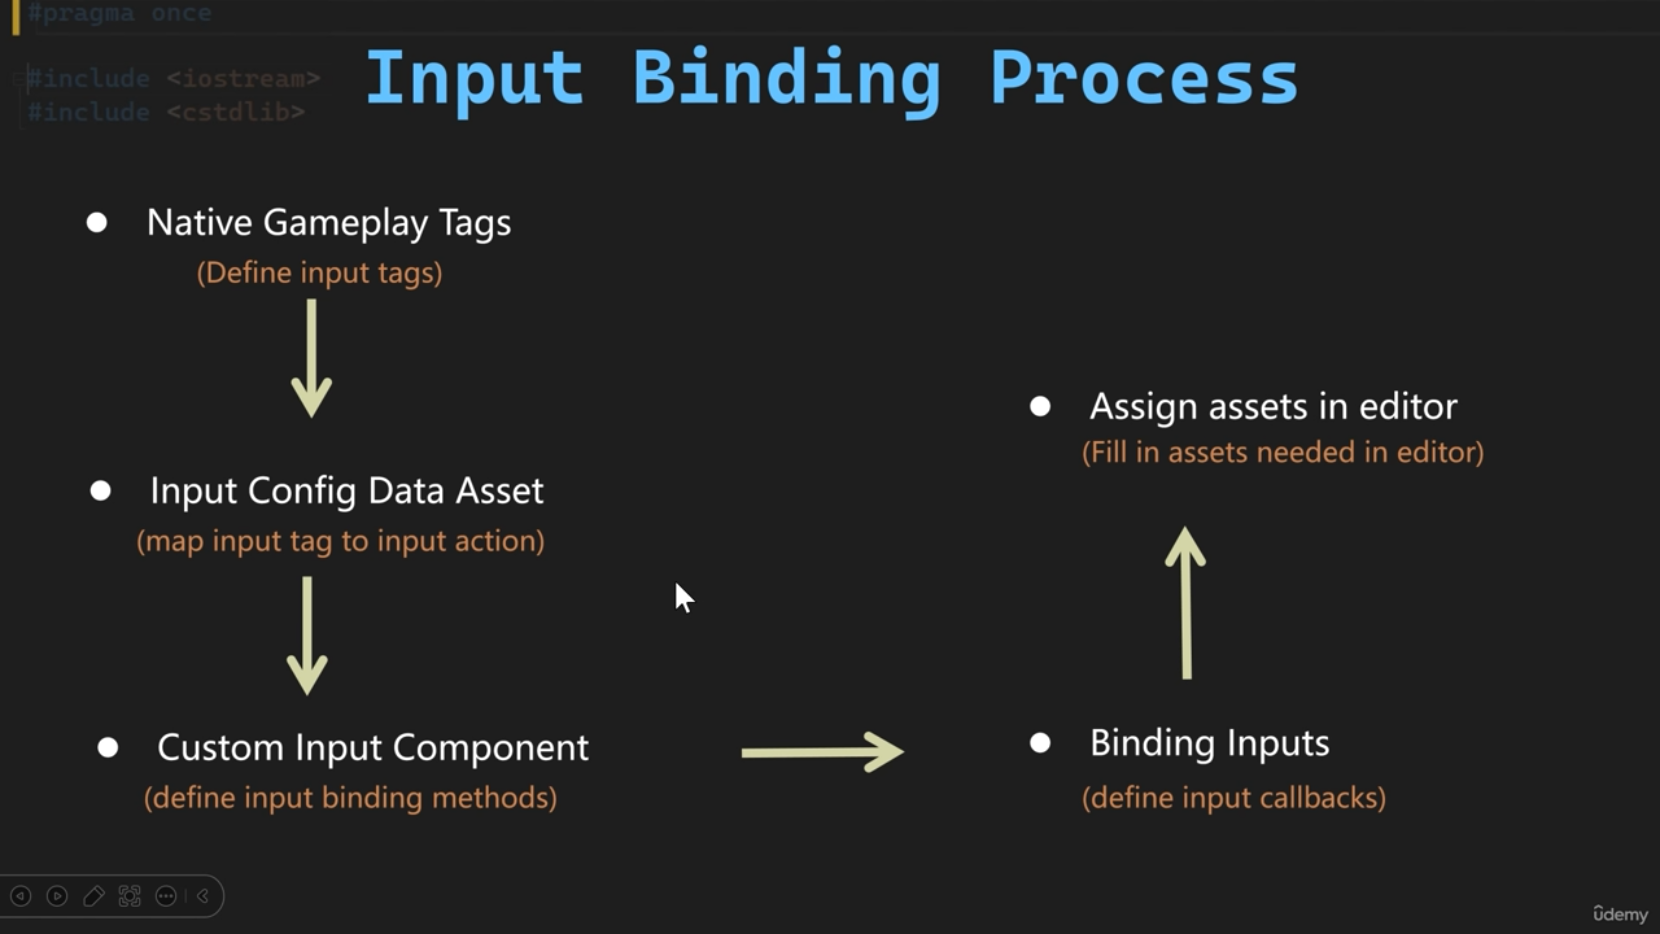 #pragma once
#include <iostream>
#include <cstdlib>
Input Binding Process
● Native Gameplay Tags
(Define input tags)
● Input Config Data Asset
(map input tag to input action)
● Custom Input Component
(define input binding methods)
● Assign assets in editor
(Fill in assets needed in editor)
● Binding Inputs
(define input callbacks)
ûdemy